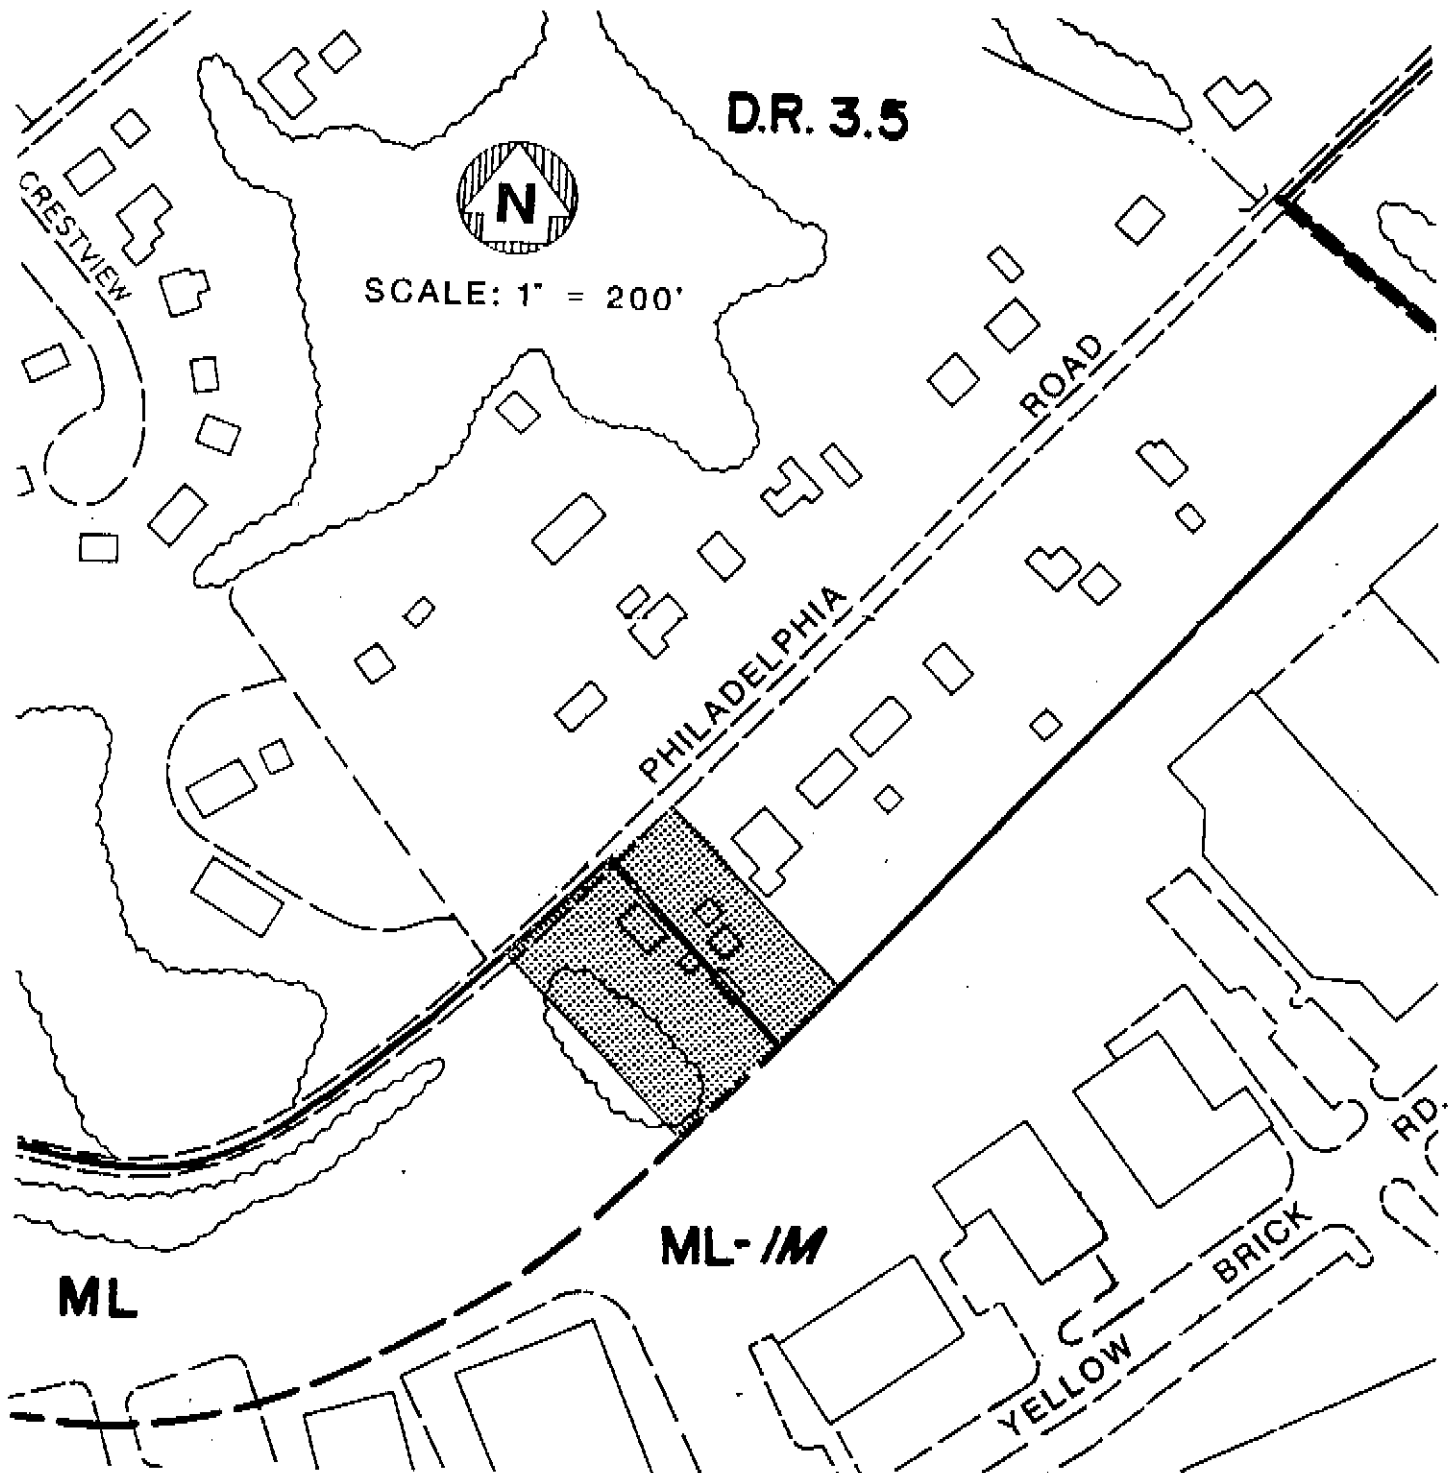 D.R. 3.5
CRESTVIEW
N
SCALE: 1" = 200'
PHILADELPHIA ROAD
RD.
ML-IM
YELLOW BRICK
ML